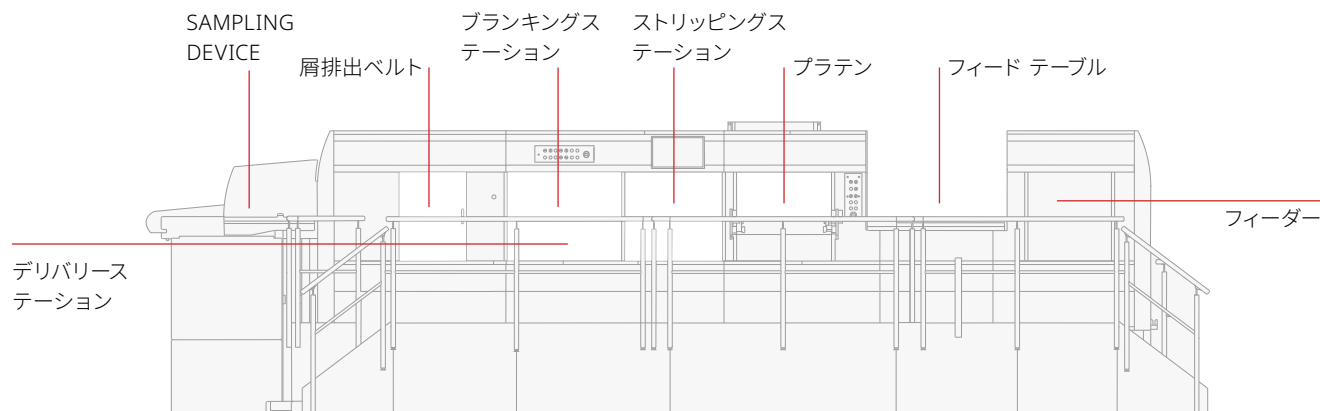 SAMPLING
DEVICE
屑排出ベルト
ブランキングス
テーション
ストリッピングス
テーション
プラテン
フィード テーブル
フィーダー
デリバリース
テーション